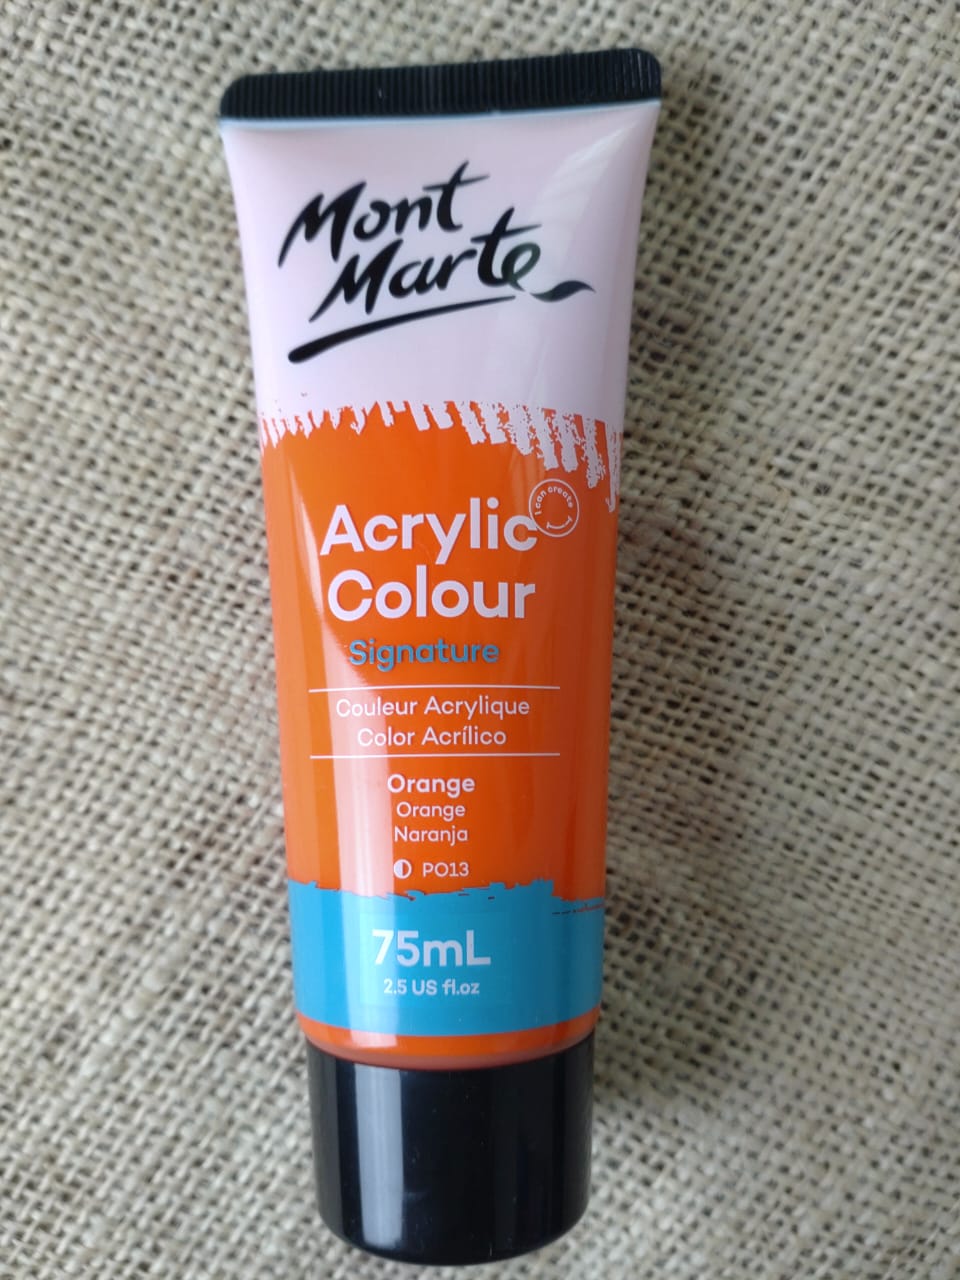 Mont
Marte
I can create
Acrylic
Colour
Signature
Couleur Acrylique
Color Acrílico
Orange
Orange
Naranja
PO13
75mL
2.5 US fl.oz